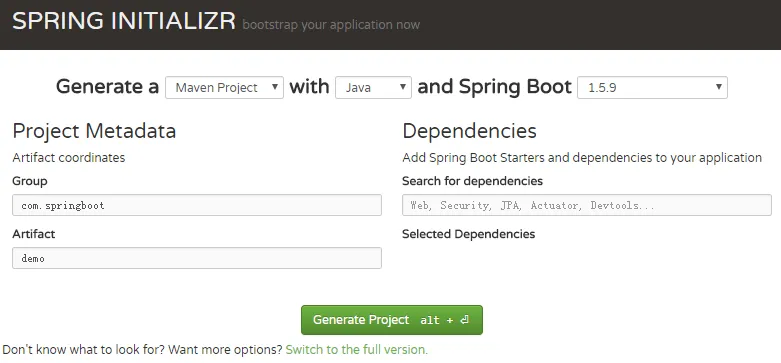 SPRING INITIALIZR bootstrap your application now
Generate a Maven Project with Java and Spring Boot 1.5.9
Project Metadata
Artifact coordinates
Group
com.springboot
Artifact
demo
Dependencies
Add Spring Boot Starters and dependencies to your application
Search for dependencies
Web, Security, JPA, Actuator, Devtools...
Selected Dependencies
Generate Project alt + ⏎
Don't know what to look for? Want more options? Switch to the full version.